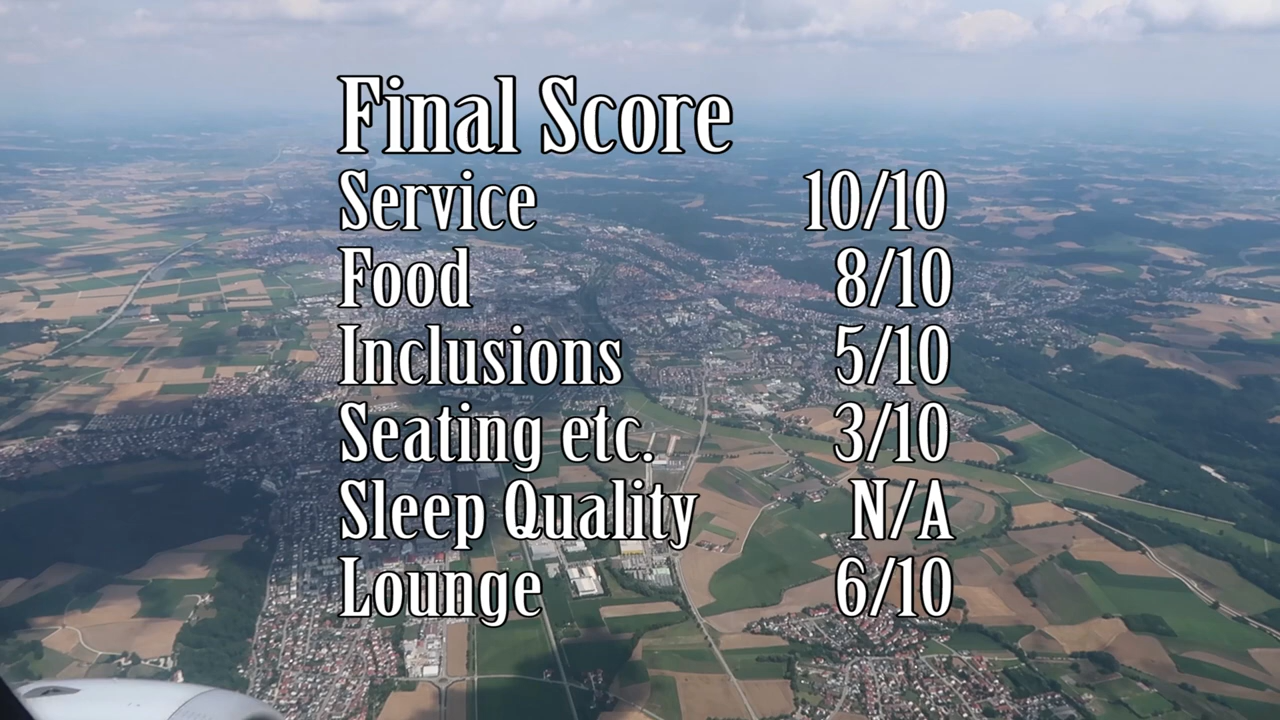 Final Score
Service 10/10
Food 8/10
Inclusions 5/10
Seating etc. 3/10
Sleep Quality N/A
Lounge 6/10